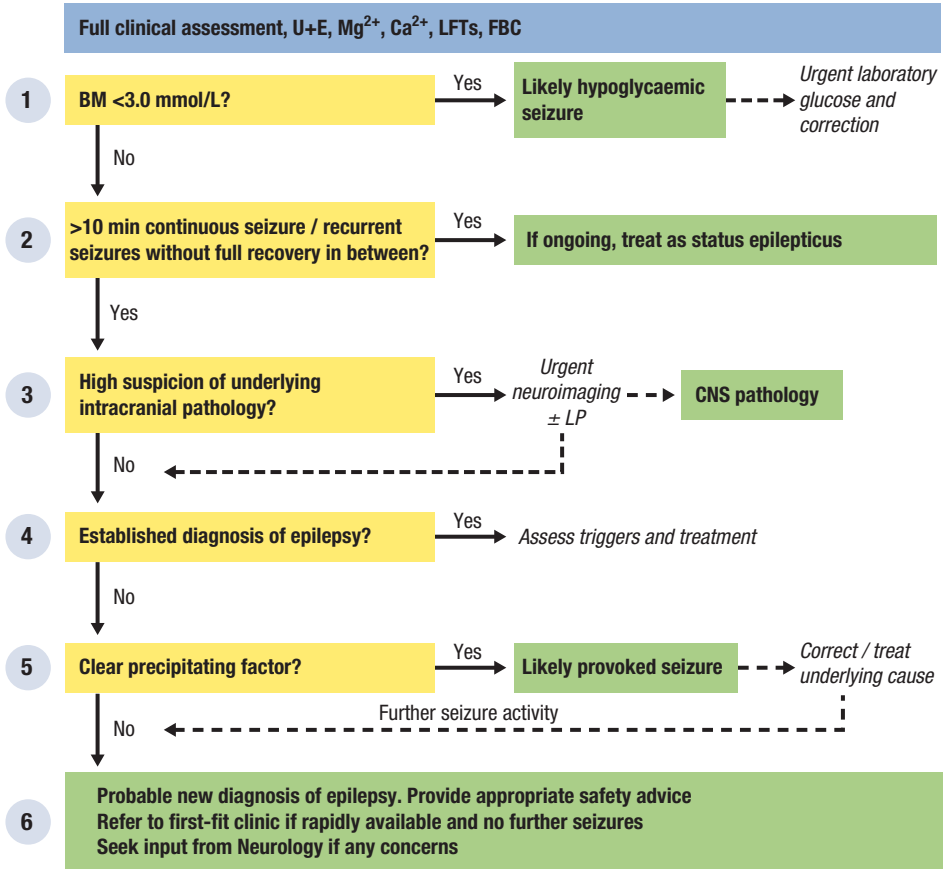 Full clinical assessment, U+E, Mg²⁺, Ca²⁺, LFTs, FBC
1
BM <3.0 mmol/L?
Yes
Likely hypoglycaemic
seizure
Urgent laboratory
glucose and
correction
No
2
>10 min continuous seizure / recurrent
seizures without full recovery in between?
Yes
If ongoing, treat as status epilepticus
Yes
3
High suspicion of underlying
intracranial pathology?
Yes
Urgent
neuroimaging
± LP
CNS pathology
No
4
Established diagnosis of epilepsy?
Yes
Assess triggers and treatment
No
5
Clear precipitating factor?
Yes
Likely provoked seizure
Correct / treat
underlying cause
Further seizure activity
No
6
Probable new diagnosis of epilepsy. Provide appropriate safety advice
Refer to first-fit clinic if rapidly available and no further seizures
Seek input from Neurology if any concerns